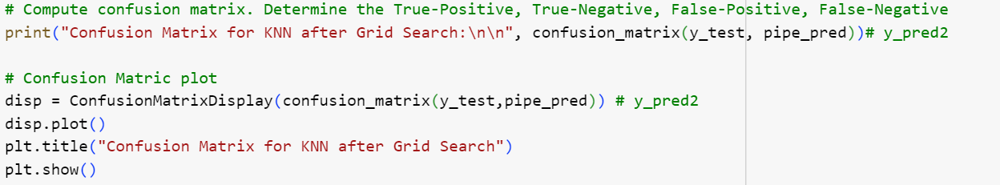 # Compute confusion matrix. Determine the True-Positive, True-Negative, False-Positive, False-Negative
print("Confusion Matrix for KNN after Grid Search:\n\n", confusion_matrix(y_test, pipe_pred))# y_pred2
# Confusion Matric plot
disp = ConfusionMatrixDisplay(confusion_matrix(y_test,pipe_pred)) # y_pred2
disp.plot()
plt.title("Confusion Matrix for KNN after Grid Search")
plt.show()